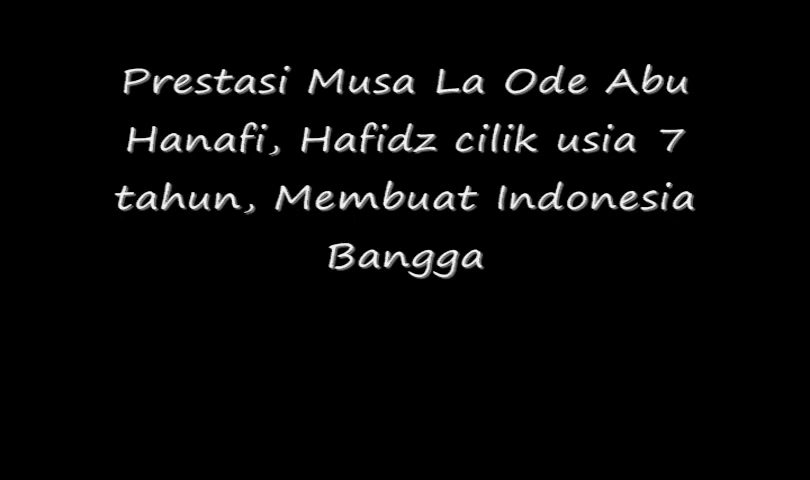 Prestasi Musa La Ode Abu
Hanafi, Hafidz cilik usia 7
tahun, Membuat Indonesia
Bangga